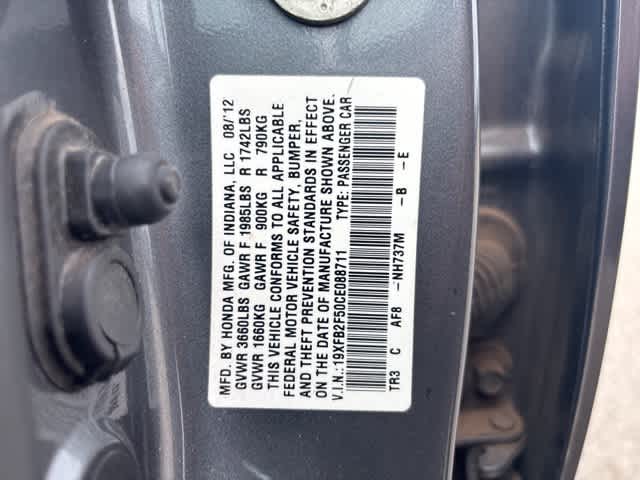 MFD. BY HONDA MFG. OF INDIANA, LLC 08/'12
GVWR 3660LBS GAWR F 1985LBS R 1742LBS
GVWR 1660KG GAWR F 900KG R 790KG
THIS VEHICLE CONFORMS TO ALL APPLICABLE
FEDERAL MOTOR VEHICLE SAFETY, BUMPER,
AND THEFT PREVENTION STANDARDS IN EFFECT
ON THE DATE OF MANUFACTURE SHOWN ABOVE.
V.I.N.:19XFB2F50CE088711 TYPE: PASSENGER CAR
TR3 C AF8 -NH737M -B -E